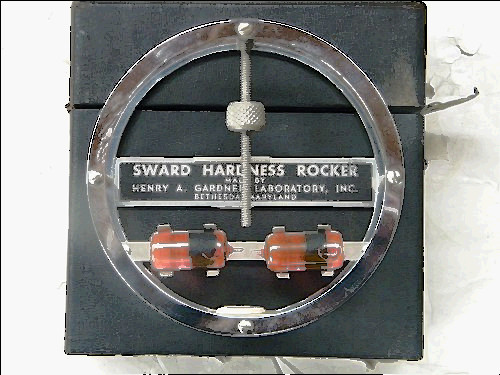 SWARD HARDNESS ROCKER
MADE BY
HENRY A. GARDNER LABORATORY, INC.
BETHESDA MARYLAND